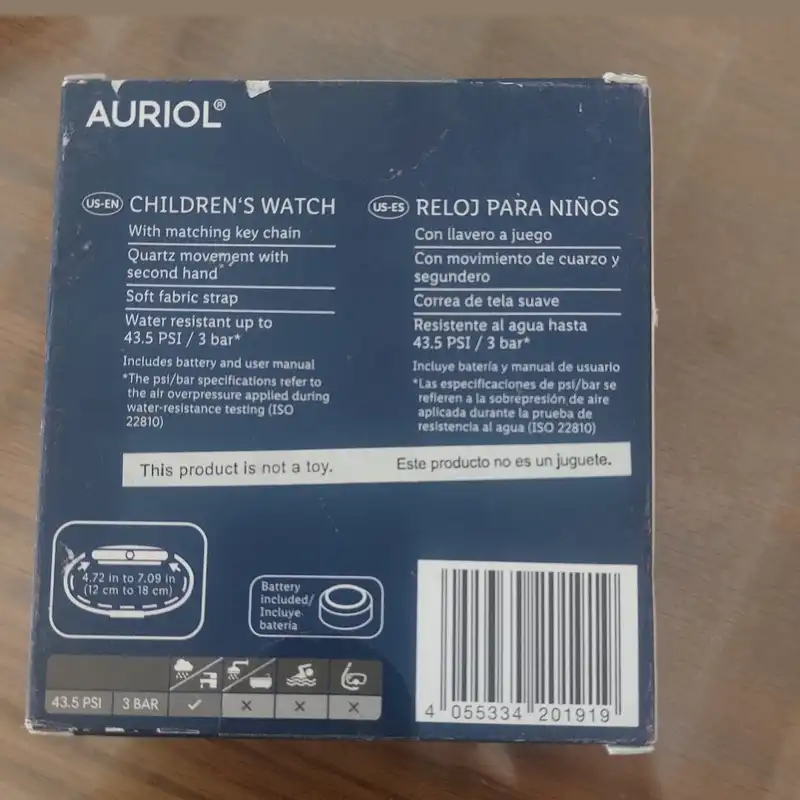 AURIOL®
US-EN CHILDREN'S WATCH
With matching key chain
Quartz movement with
second hand
Soft fabric strap
Water resistant up to
43.5 PSI / 3 bar*
Includes battery and user manual
*The psi/bar specifications refer to
the air overpressure applied during
water-resistance testing (ISO
22810)
US-ES RELOJ PARA NIÑOS
Con llavero a juego
Con movimiento de cuarzo y
segundero
Correa de tela suave
Resistente al agua hasta
43.5 PSI / 3 bar*
Incluye batería y manual de usuario
*Las especificaciones de psi/bar se
refieren a la sobrepresión de aire
aplicada durante la prueba de
resistencia al agua (ISO 22810)
This product is not a toy.
Este producto no es un juguete.
4.72 in to 7.09 in
(12 cm to 18 cm)
Battery
included/
Incluye
batería
43.5 PSI 3 BAR
4 055334 201919